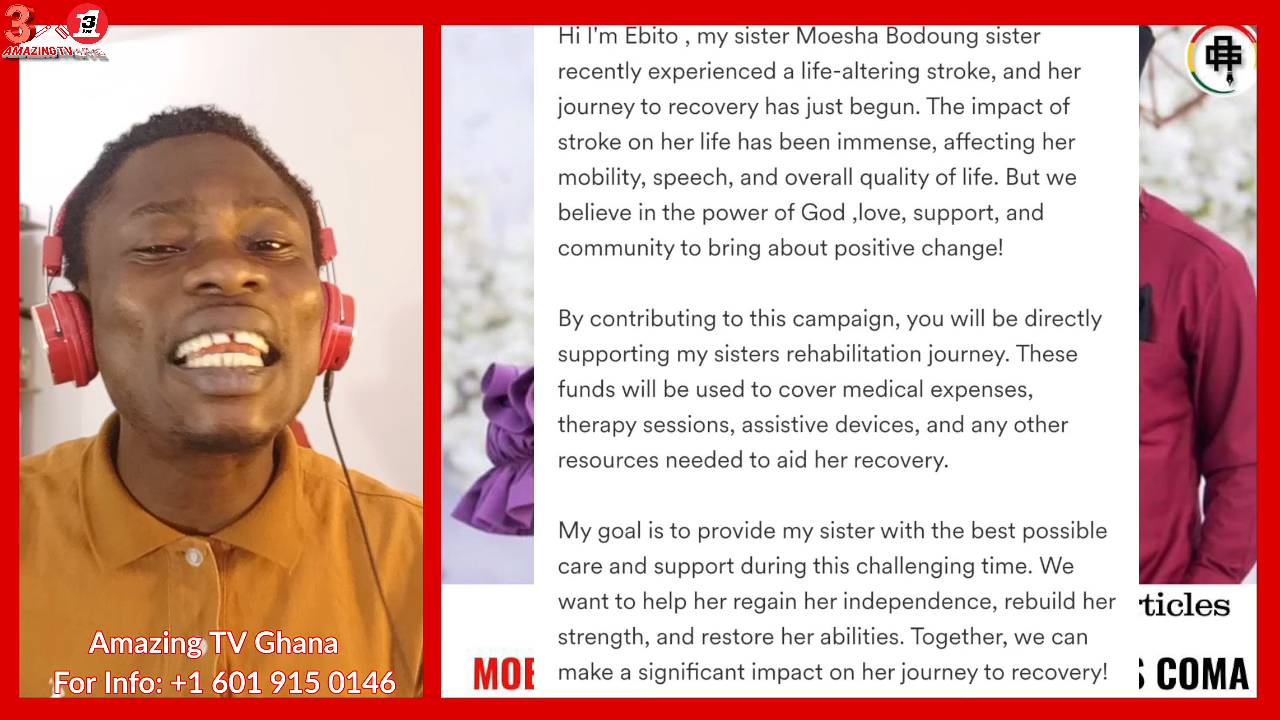 3
13
AMAZING TV
Hi I'm Ebito , my sister Moesha Bodoung sister
recently experienced a life-altering stroke, and her
journey to recovery has just begun. The impact of
stroke on her life has been immense, affecting her
mobility, speech, and overall quality of life. But we
believe in the power of God ,love, support, and
community to bring about positive change!
By contributing to this campaign, you will be directly
supporting my sisters rehabilitation journey. These
funds will be used to cover medical expenses,
therapy sessions, assistive devices, and any other
resources needed to aid her recovery.
My goal is to provide my sister with the best possible
care and support during this challenging time. We
want to help her regain her independence, rebuild her
strength, and restore her abilities. Together, we can
make a significant impact on her journey to recovery!
rticles
MOE
S COMA
Amazing TV Ghana
For Info: +1 601 915 0146